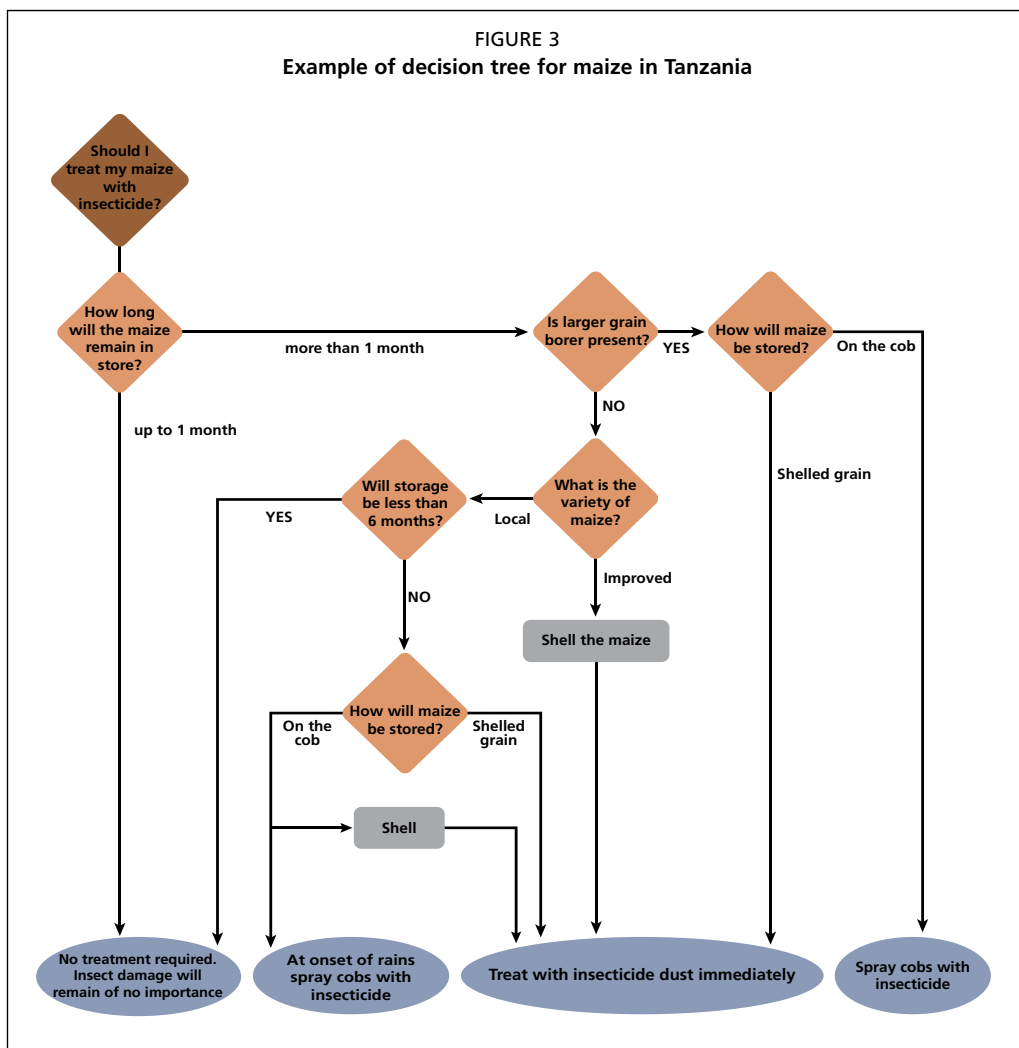 FIGURE 3
Example of decision tree for maize in Tanzania
Should I
treat my maize
with
insecticide?
How long
will the maize
remain in
store?
more than 1 month
Is larger grain
borer present?
YES
How will maize
be stored?
On the cob
up to 1 month
NO
Shelled grain
Will storage
be less than
6 months?
YES
Local
What is the
variety of
maize?
NO
Improved
Shell the maize
On the
cob
How will maize
be stored?
Shelled
grain
Shell
No treatment required.
Insect damage will
remain of no importance
At onset of rains
spray cobs with
insecticide
Treat with insecticide dust immediately
Spray cobs with
insecticide